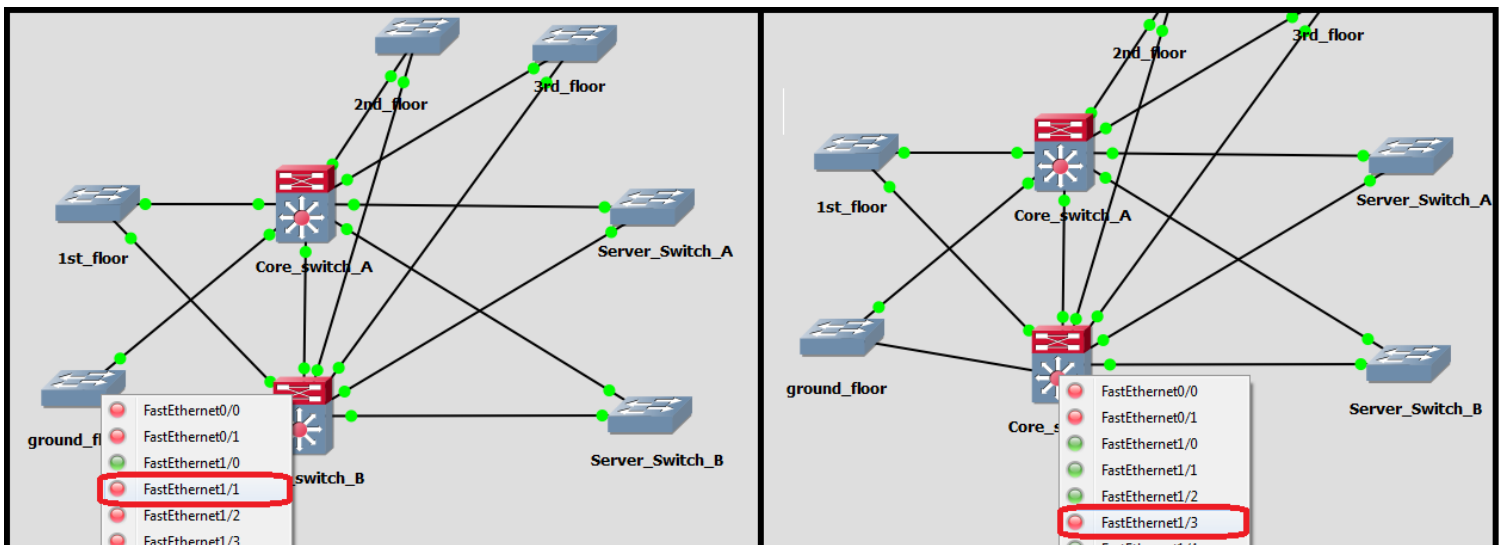 2nd_floor
3rd_floor
1st_floor
Core_switch_A
Server_Switch_A
ground_fl
switch_B
Server_Switch_B
FastEthernet0/0
FastEthernet0/1
FastEthernet1/0
FastEthernet1/1
FastEthernet1/2
FastEthernet1/3
2nd_floor
3rd_floor
1st_floor
Core_switch_A
Server_Switch_A
ground_floor
Core_s
Server_Switch_B
FastEthernet0/0
FastEthernet0/1
FastEthernet1/0
FastEthernet1/1
FastEthernet1/2
FastEthernet1/3